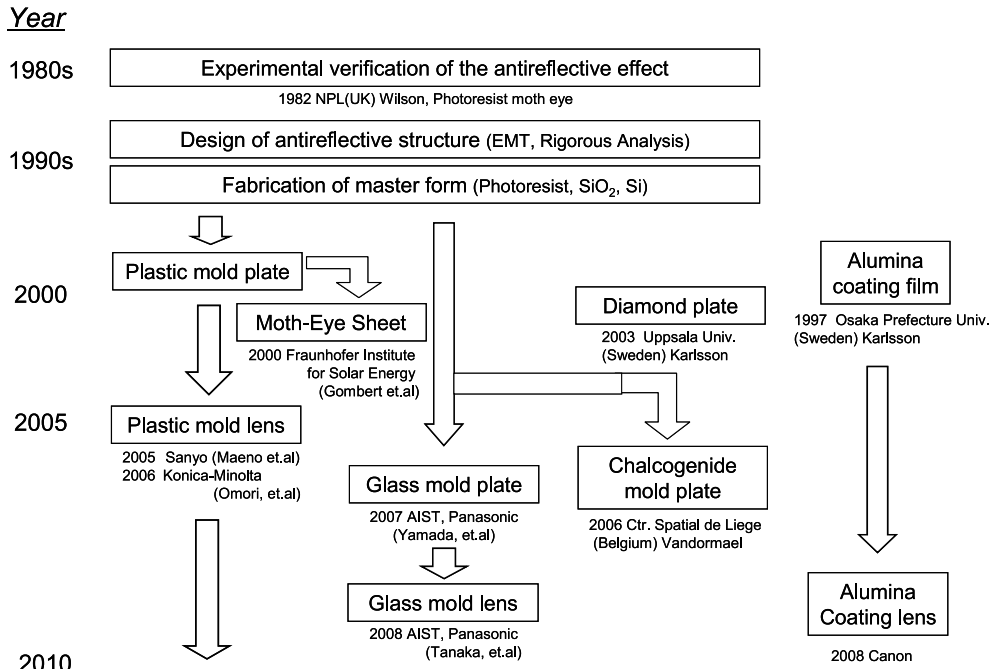 Year
1980s
Experimental verification of the antireflective effect
1982 NPL(UK) Wilson, Photoresist moth eye
1990s
Design of antireflective structure (EMT, Rigorous Analysis)
Fabrication of master form (Photoresist, SiO₂, Si)
Plastic mold plate
Alumina
coating film
1997 Osaka Prefecture Univ.
(Sweden) Karlsson
2000
Moth-Eye Sheet
2000 Fraunhofer Institute
for Solar Energy
(Gombert et.al)
Diamond plate
2003 Uppsala Univ.
(Sweden) Karlsson
2005
Plastic mold lens
2005 Sanyo (Maeno et.al)
2006 Konica-Minolta
(Omori, et.al)
Glass mold plate
2007 AIST, Panasonic
(Yamada, et.al)
Chalcogenide
mold plate
2006 Ctr. Spatial de Liege
(Belgium) Vandormael
Glass mold lens
2008 AIST, Panasonic
(Tanaka, et.al)
Alumina
Coating lens
2008 Canon
2010